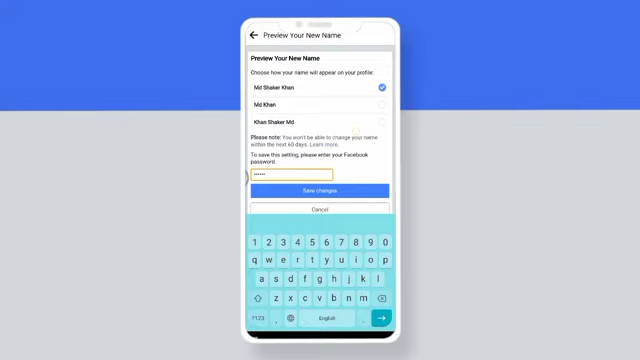 Preview Your New Name
Preview Your New Name
Choose how your name will appear on your profile:
Md Shaker Khan
Md Khan
Khan Shaker Md
Please note: You won't be able to change your name
within the next 60 days. Learn more.
To save this setting, please enter your Facebook
password.
••••••
Save changes
Cancel
1 2 3 4 5 6 7 8 9 0
q w e r t y u i o p
a s d f g h j k l
z x c v b n m
?123 , English .